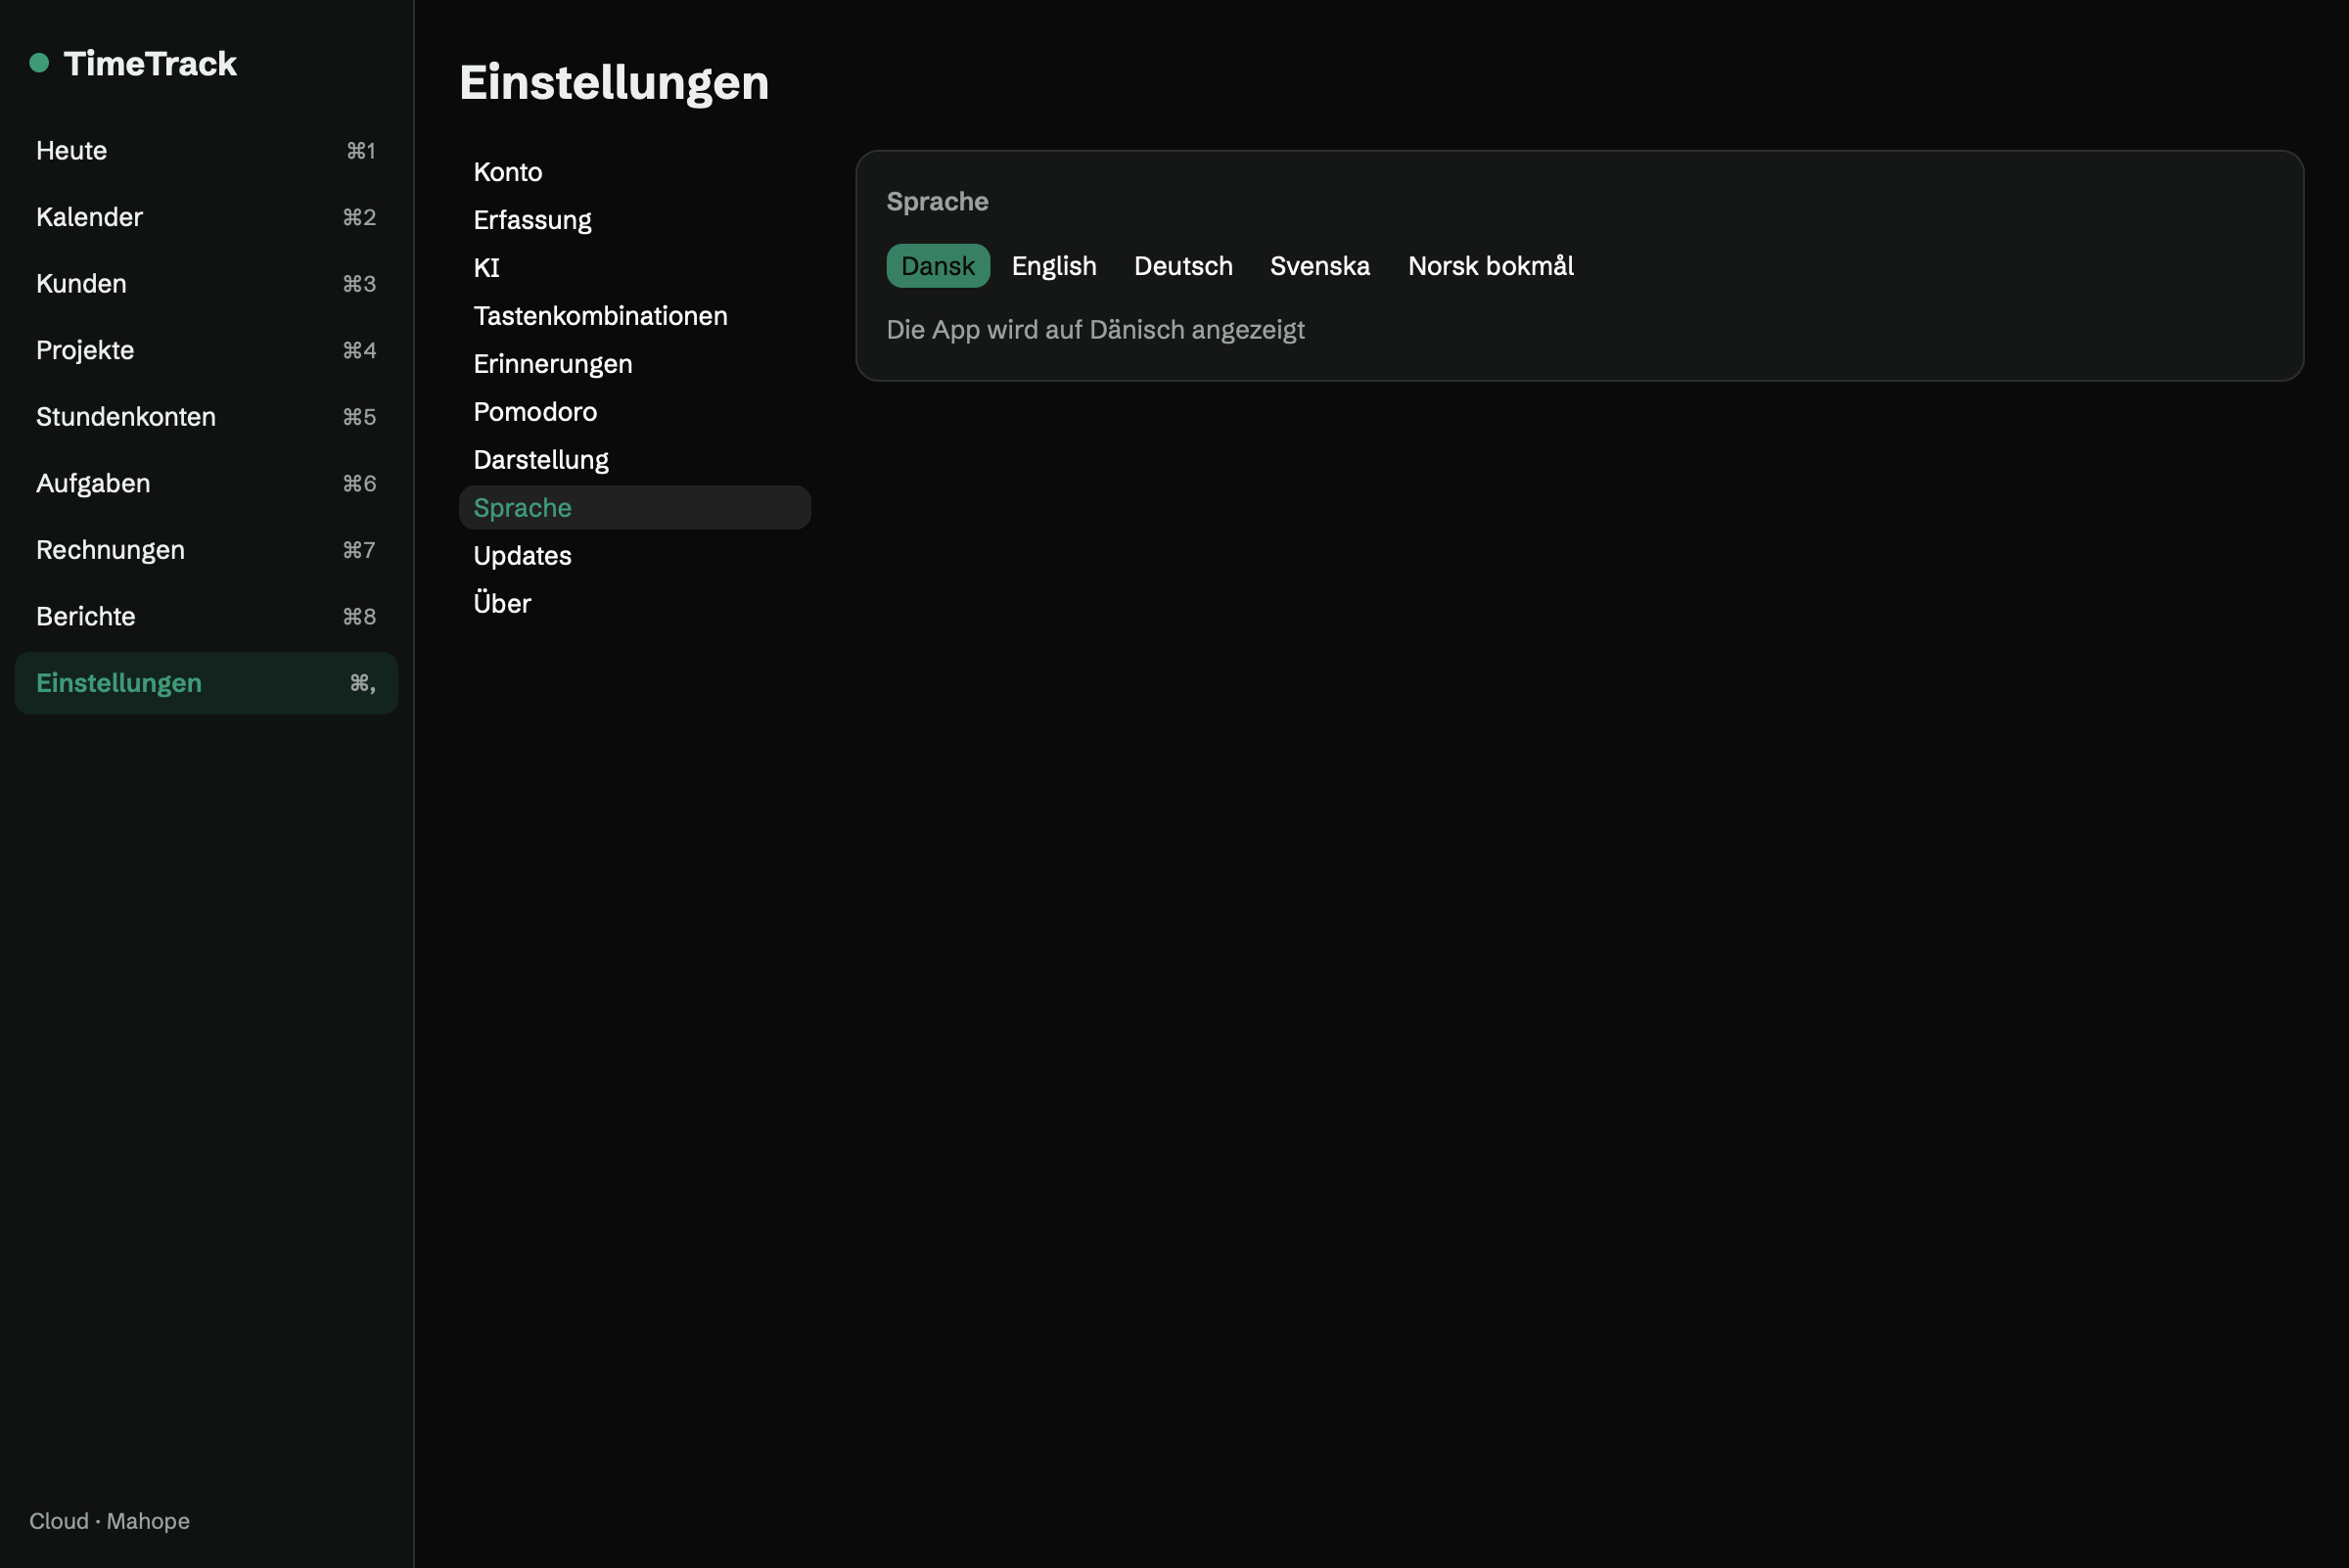 TimeTrack
Heute ⌘1
Kalender ⌘2
Kunden ⌘3
Projekte ⌘4
Stundenkonten ⌘5
Aufgaben ⌘6
Rechnungen ⌘7
Berichte ⌘8
Einstellungen ⌘,
Cloud · Mahope
Einstellungen
Konto
Erfassung
KI
Tastenkombinationen
Erinnerungen
Pomodoro
Darstellung
Sprache
Updates
Über
Sprache
Dansk English Deutsch Svenska Norsk bokmål
Die App wird auf Dänisch angezeigt